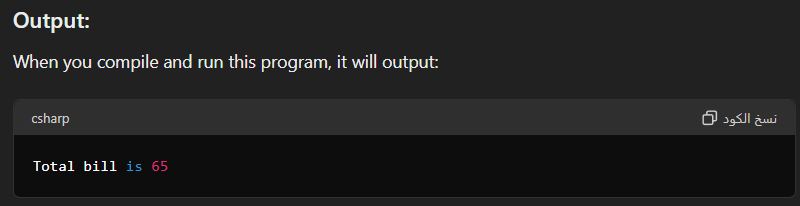 Output:
When you compile and run this program, it will output:
csharp نسخ الكود
Total bill is 65